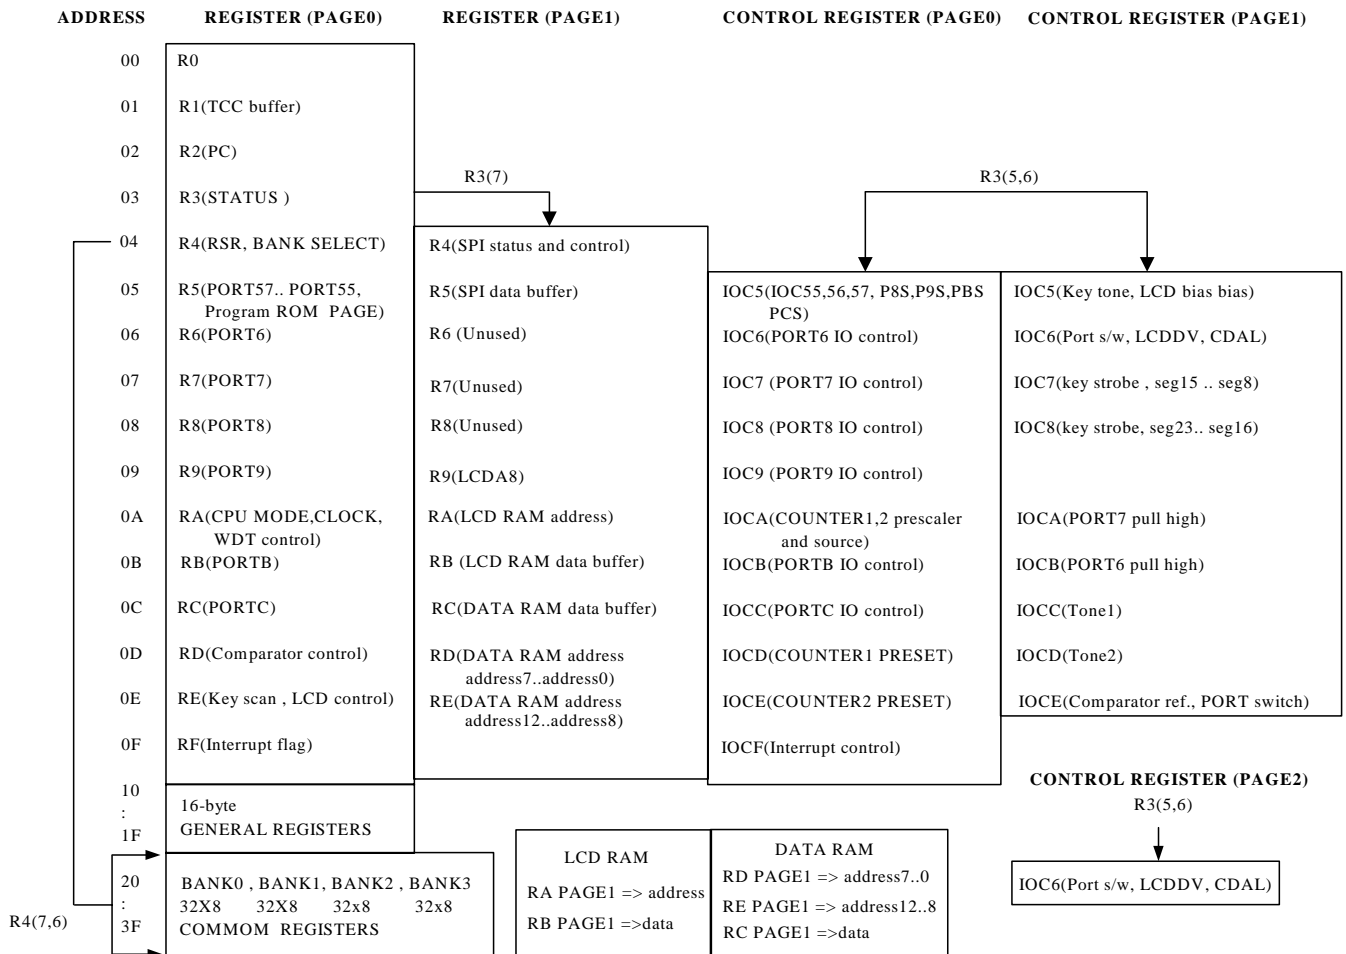 ADDRESS REGISTER (PAGE0) REGISTER (PAGE1) CONTROL REGISTER (PAGE0) CONTROL REGISTER (PAGE1)
00 R0
01 R1(TCC buffer)
02 R2(PC)
R3(7) R3(5,6)
03 R3(STATUS )
04 R4(RSR, BANK SELECT) R4(SPI status and control)
05 R5(PORT57.. PORT55, R5(SPI data buffer) IOC5(IOC55,56,57, P8S,P9S,PBS IOC5(Key tone, LCD bias bias)
Program ROM PAGE) PCS)
06 R6(PORT6) R6 (Unused) IOC6(PORT6 IO control) IOC6(Port s/w, LCDDV, CDAL)
07 R7(PORT7) R7(Unused) IOC7 (PORT7 IO control) IOC7(key strobe , seg15 .. seg8)
08 R8(PORT8) R8(Unused) IOC8 (PORT8 IO control) IOC8(key strobe, seg23.. seg16)
09 R9(PORT9) R9(LCDA8) IOC9 (PORT9 IO control)
0A RA(CPU MODE,CLOCK, RA(LCD RAM address) IOCA(COUNTER1,2 prescaler IOCA(PORT7 pull high)
WDT control) and source)
0B RB(PORTB) RB (LCD RAM data buffer) IOCB(PORTB IO control) IOCB(PORT6 pull high)
0C RC(PORTC) RC(DATA RAM data buffer) IOCC(PORTC IO control) IOCC(Tone1)
0D RD(Comparator control) RD(DATA RAM address IOCD(COUNTER1 PRESET) IOCD(Tone2)
address7..address0)
0E RE(Key scan , LCD control) RE(DATA RAM address IOCE(COUNTER2 PRESET) IOCE(Comparator ref., PORT switch)
address12..address8)
0F RF(Interrupt flag) IOCF(Interrupt control)
CONTROL REGISTER (PAGE2)
10 16-byte R3(5,6)
:
1F GENERAL REGISTERS
LCD RAM DATA RAM
20 BANK0 , BANK1, BANK2 , BANK3 RA PAGE1 => address RD PAGE1 => address7..0 IOC6(Port s/w, LCDDV, CDAL)
: 32X8 32X8 32x8 32x8 RE PAGE1 => address12..8
R4(7,6) 3F COMMOM REGISTERS RB PAGE1 =>data RC PAGE1 =>data